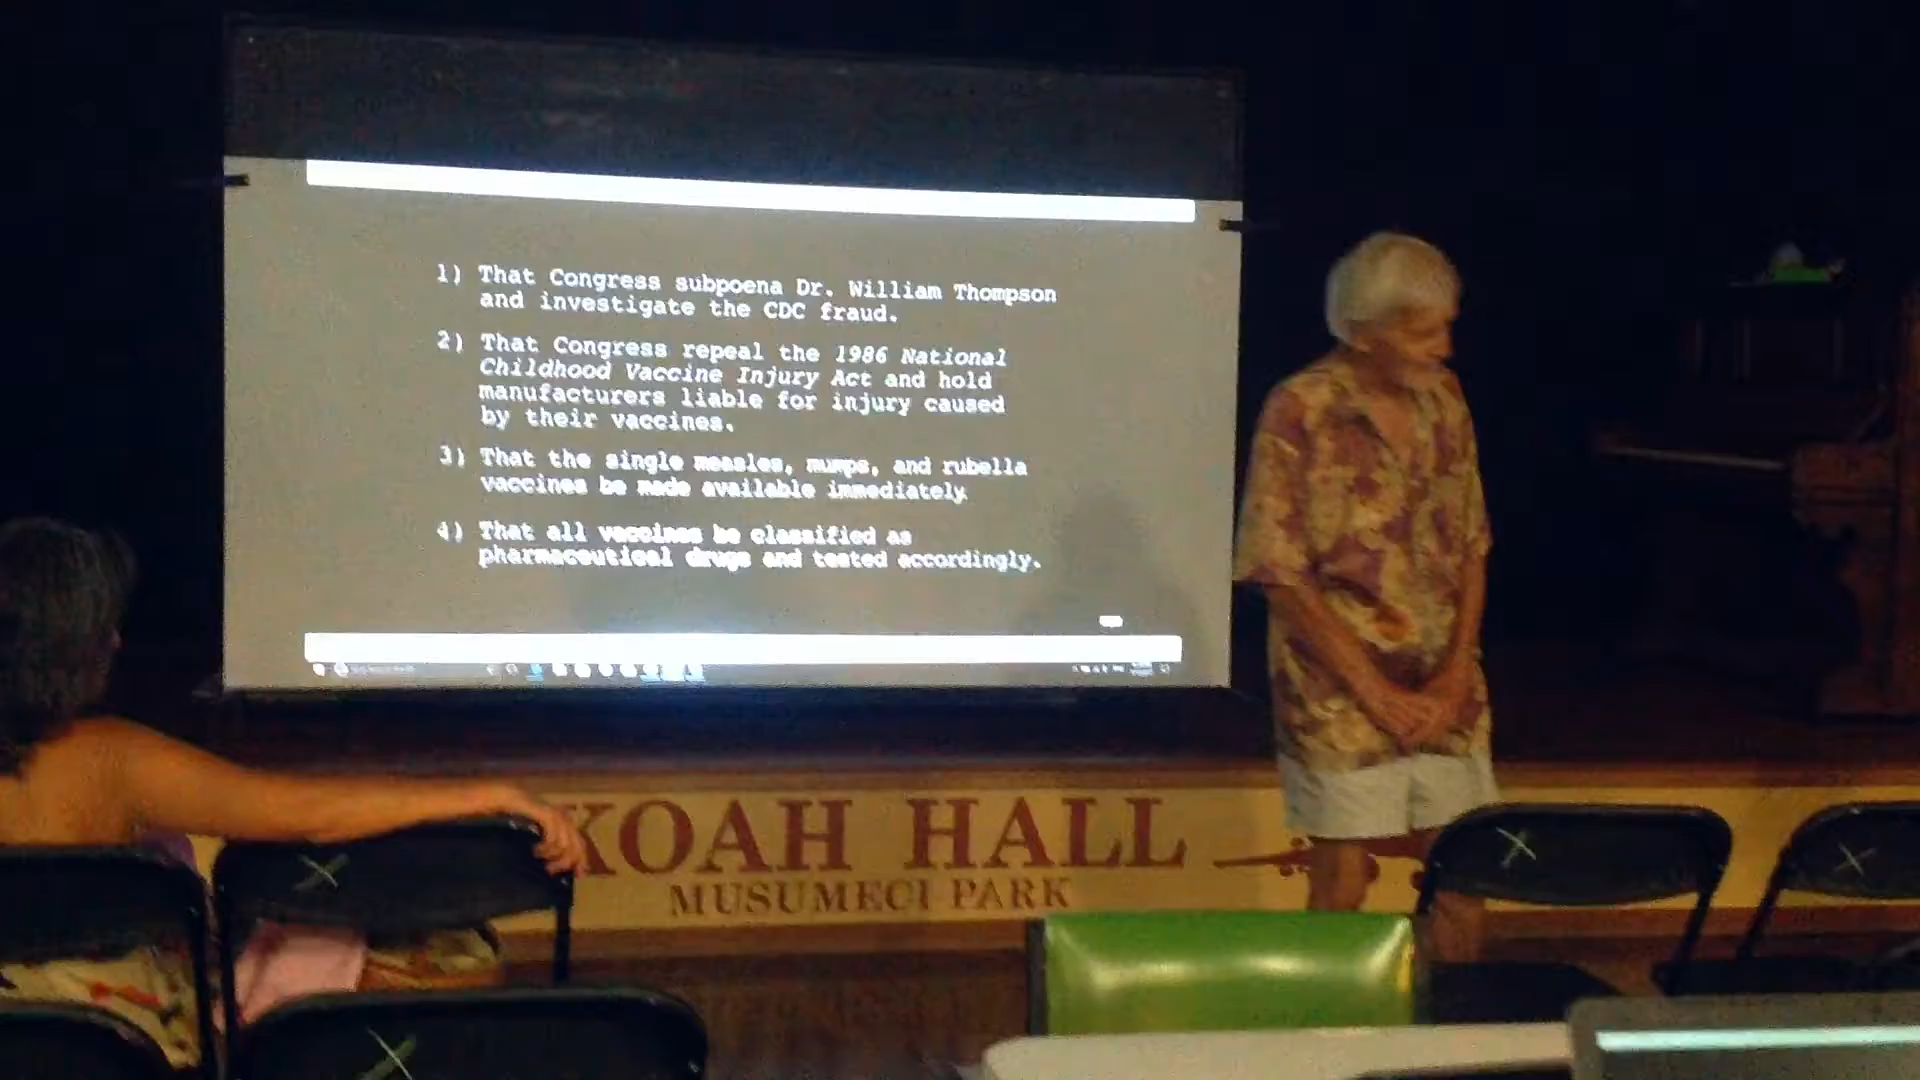 1) That Congress subpoena Dr. William Thompson
and investigate the CDC fraud.
2) That Congress repeal the 1986 National
Childhood Vaccine Injury Act and hold
manufacturers liable for injury caused
by their vaccines.
3) That the single measles, mumps, and rubella
vaccines be made available immediately.
4) That all vaccines be classified as
pharmaceutical drugs and tested accordingly.
KOAH HALL
MUSUMECI PARK